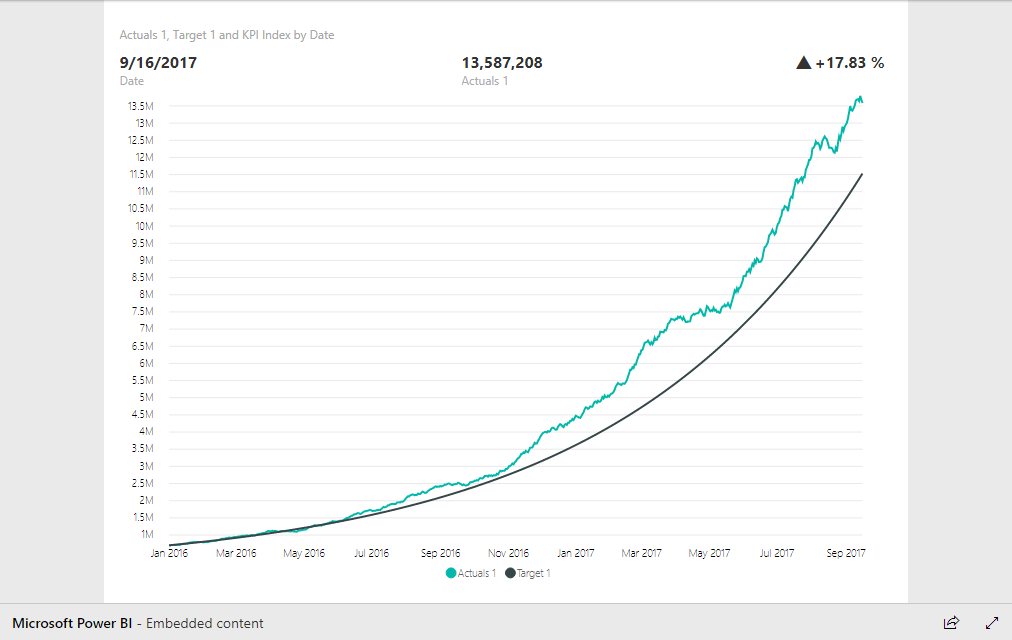 Actuals 1, Target 1 and KPI Index by Date
9/16/2017 13,587,208 ▲ +17.83 %
Date Actuals 1
13.5M
13M
12.5M
12M
11.5M
11M
10.5M
10M
9.5M
9M
8.5M
8M
7.5M
7M
6.5M
6M
5.5M
5M
4.5M
4M
3.5M
3M
2.5M
2M
1.5M
1M
Jan 2016 Mar 2016 May 2016 Jul 2016 Sep 2016 Nov 2016 Jan 2017 Mar 2017 May 2017 Jul 2017 Sep 2017
Actuals 1 Target 1
Microsoft Power BI - Embedded content